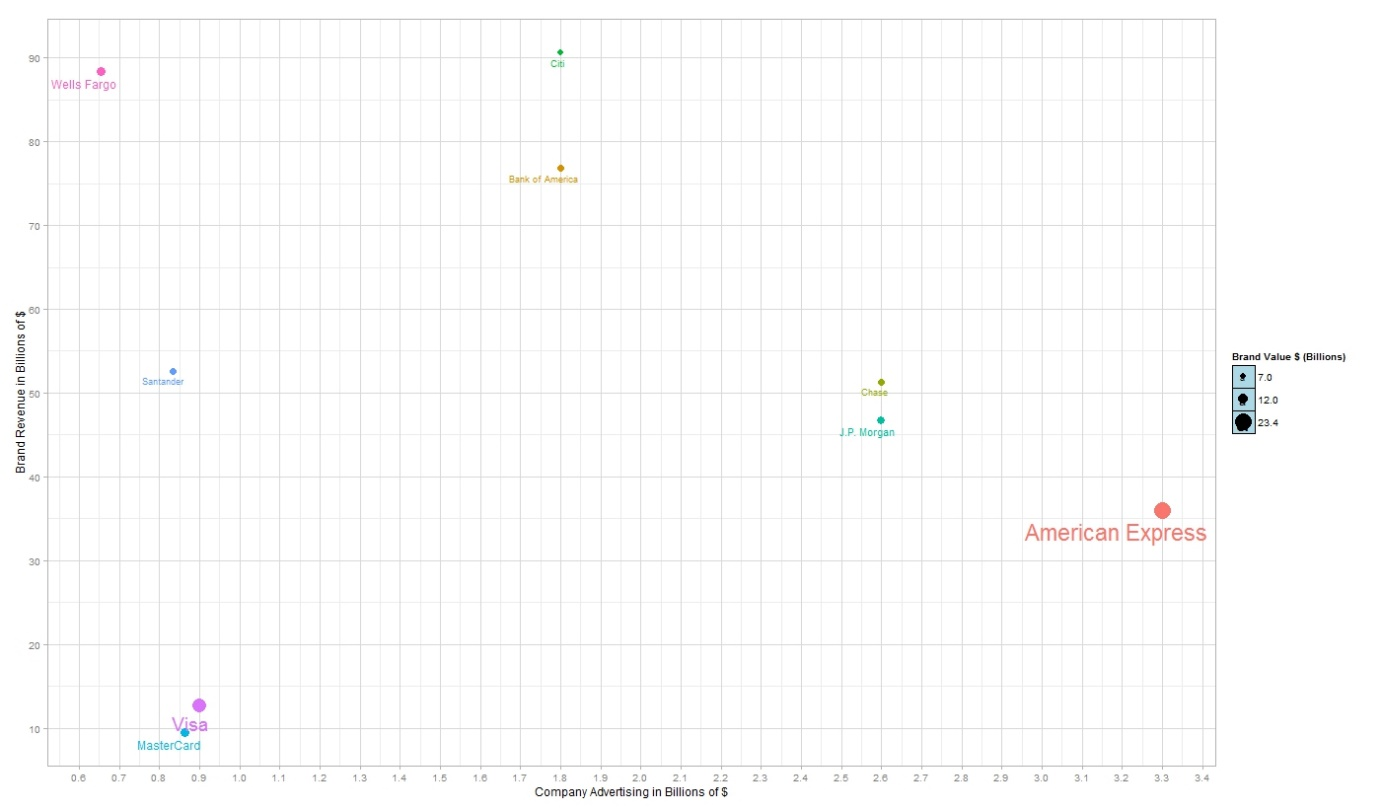 90
Citi
Wells Fargo
80
Bank of America
70
60
Brand Revenue in Billions of $
Santander
50
Chase
J.P. Morgan
40
American Express
30
20
Visa
10
MasterCard
0.6 0.7 0.8 0.9 1.0 1.1 1.2 1.3 1.4 1.5 1.6 1.7 1.8 1.9 2.0 2.1 2.2 2.3 2.4 2.5 2.6 2.7 2.8 2.9 3.0 3.1 3.2 3.3 3.4
Company Advertising in Billions of $
Brand Value $ (Billions)
7.0
12.0
23.4